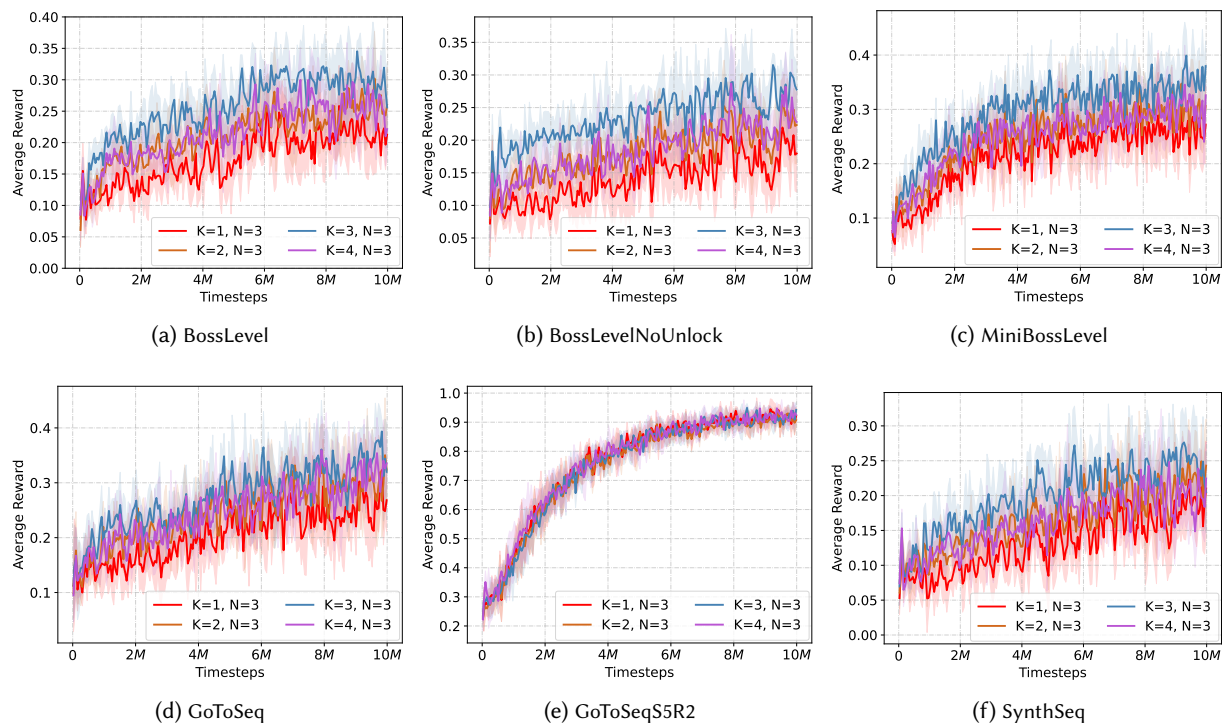 0.40
0.35
0.30
0.25
0.20
0.15
0.10
0.05
0.00
Average Reward
K=1, N=3 K=3, N=3
K=2, N=3 K=4, N=3
0 2M 4M 6M 8M 10M
Timesteps
(a) BossLevel
0.35
0.30
0.25
0.20
0.15
0.10
0.05
Average Reward
K=1, N=3 K=3, N=3
K=2, N=3 K=4, N=3
0 2M 4M 6M 8M 10M
Timesteps
(b) BossLevelNoUnlock
0.4
0.3
0.2
0.1
Average Reward
K=1, N=3 K=3, N=3
K=2, N=3 K=4, N=3
0 2M 4M 6M 8M 10M
Timesteps
(c) MiniBossLevel
0.4
0.3
0.2
0.1
Average Reward
K=1, N=3 K=3, N=3
K=2, N=3 K=4, N=3
0 2M 4M 6M 8M 10M
Timesteps
(d) GoToSeq
1.0
0.9
0.8
0.7
0.6
0.5
0.4
0.3
0.2
Average Reward
K=1, N=3 K=3, N=3
K=2, N=3 K=4, N=3
0 2M 4M 6M 8M 10M
Timesteps
(e) GoToSeqS5R2
0.30
0.25
0.20
0.15
0.10
0.05
0.00
Average Reward
K=1, N=3 K=3, N=3
K=2, N=3 K=4, N=3
0 2M 4M 6M 8M 10M
Timesteps
(f) SynthSeq